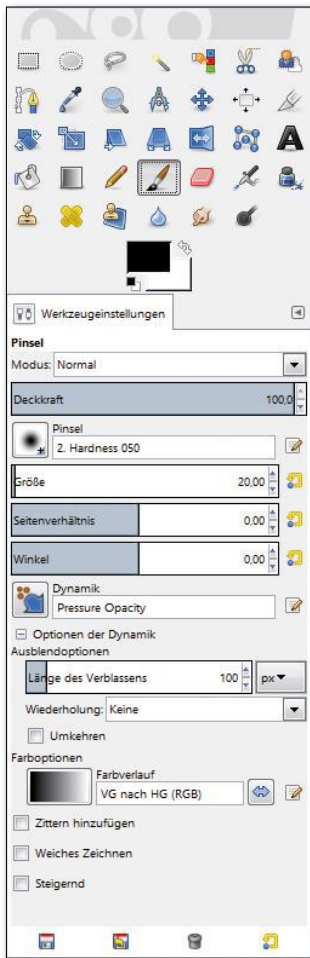 Werkzeugeinstellungen
Pinsel
Modus: Normal
Deckkraft 100,0
Pinsel
2. Hardness 050
Größe 20,00
Seitenverhältnis 0,00
Winkel 0,00
Dynamik
Pressure Opacity
Optionen der Dynamik
Ausblendoptionen
Länge des Verblassens 100 px
Wiederholung: Keine
Umkehren
Farboptionen
Farbverlauf
VG nach HG (RGB)
Zittern hinzufügen
Weiches Zeichnen
Steigernd